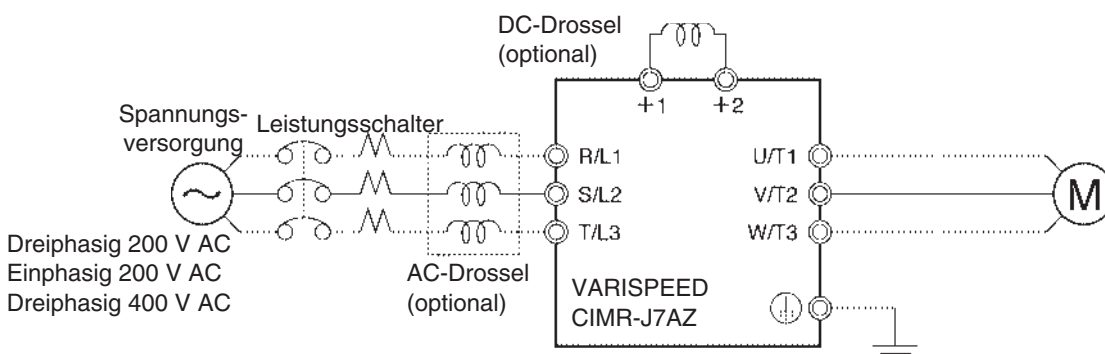 DC-Drossel
(optional)
+1
+2
Spannungs-
versorgung
Leistungsschalter
R/L1
S/L2
T/L3
U/T1
V/T2
W/T3
M
Dreiphasig 200 V AC
Einphasig 200 V AC
Dreiphasig 400 V AC
AC-Drossel
(optional)
VARISPEED
CIMR-J7AZ